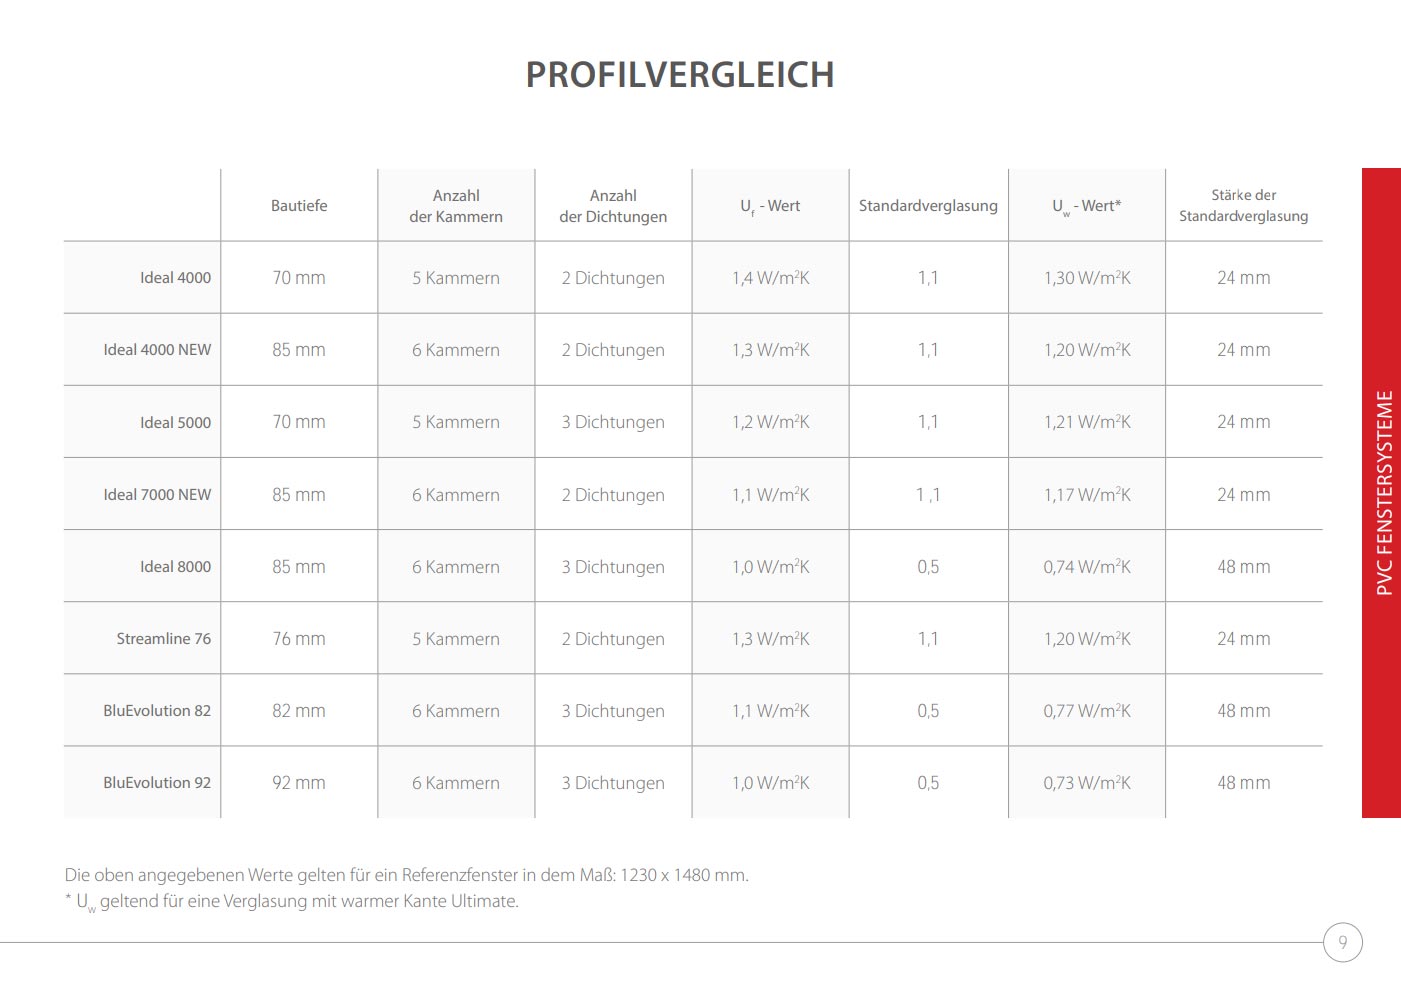 PROFILVERGLEICH
Bautiefe
Anzahl
der Kammern
Anzahl
der Dichtungen
Uf - Wert
Standardverglasung
Uw - Wert*
Stärke der
Standardverglasung
Ideal 4000 70 mm 5 Kammern 2 Dichtungen 1,4 W/m²K 1,1 1,30 W/m²K 24 mm
Ideal 4000 NEW 85 mm 6 Kammern 2 Dichtungen 1,3 W/m²K 1,1 1,20 W/m²K 24 mm
Ideal 5000 70 mm 5 Kammern 3 Dichtungen 1,2 W/m²K 1,1 1,21 W/m²K 24 mm
Ideal 7000 NEW 85 mm 6 Kammern 2 Dichtungen 1,1 W/m²K 1 ,1 1,17 W/m²K 24 mm
Ideal 8000 85 mm 6 Kammern 3 Dichtungen 1,0 W/m²K 0,5 0,74 W/m²K 48 mm
Streamline 76 76 mm 5 Kammern 2 Dichtungen 1,3 W/m²K 1,1 1,20 W/m²K 24 mm
BluEvolution 82 82 mm 6 Kammern 3 Dichtungen 1,1 W/m²K 0,5 0,77 W/m²K 48 mm
BluEvolution 92 92 mm 6 Kammern 3 Dichtungen 1,0 W/m²K 0,5 0,73 W/m²K 48 mm
Die oben angegebenen Werte gelten für ein Referenzfenster in dem Maß: 1230 x 1480 mm.
* Uw geltend für eine Verglasung mit warmer Kante Ultimate.
PVC FENSTERSYSTEME
9